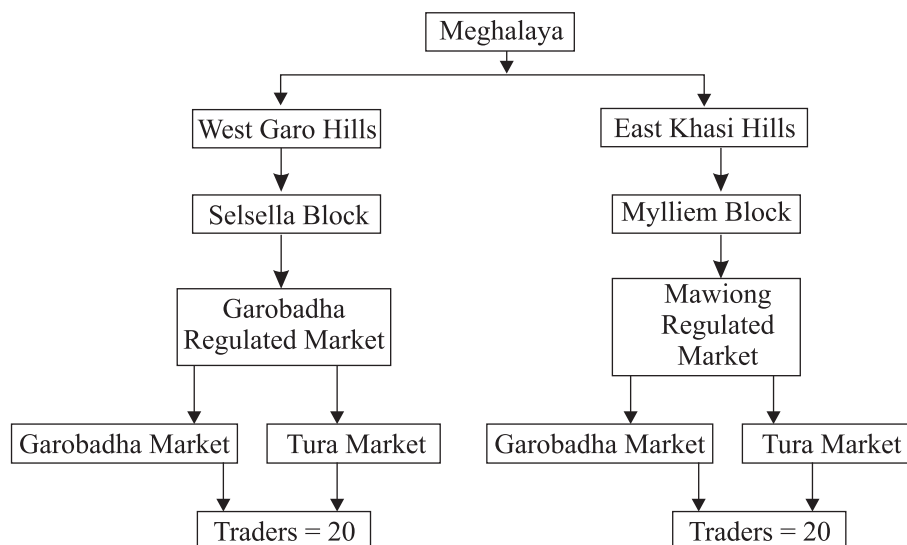 Meghalaya
West Garo Hills
East Khasi Hills
Selsella Block
Mylliem Block
Garobadha
Regulated Market
Mawiong
Regulated
Market
Garobadha Market
Tura Market
Garobadha Market
Tura Market
Traders = 20
Traders = 20